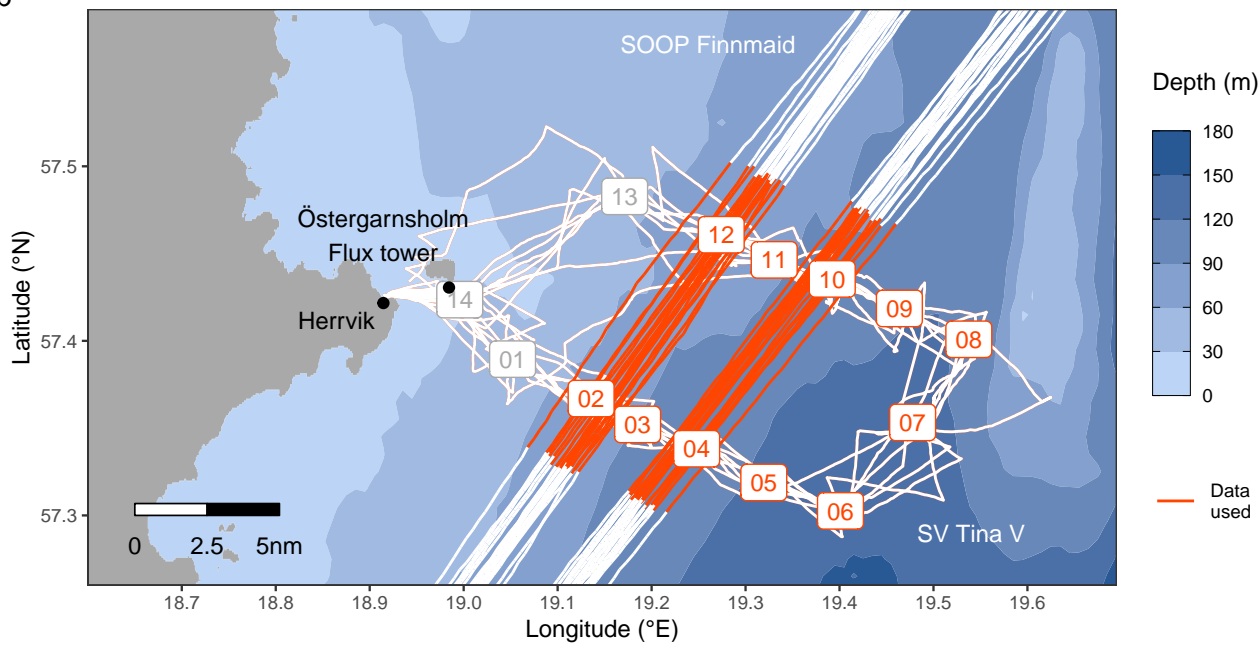 SOOP Finnmaid
Depth (m)
180
150
120
90
60
30
0
57.5
57.4
57.3
Latitude (°N)
13
12
11
10
09
08
Östergarnsholm
Flux tower
14
Herrvik
01
02
03
04
05
06
07
SV Tina V
Data
used
0 2.5 5nm
18.7 18.8 18.9 19.0 19.1 19.2 19.3 19.4 19.5 19.6
Longitude (°E)